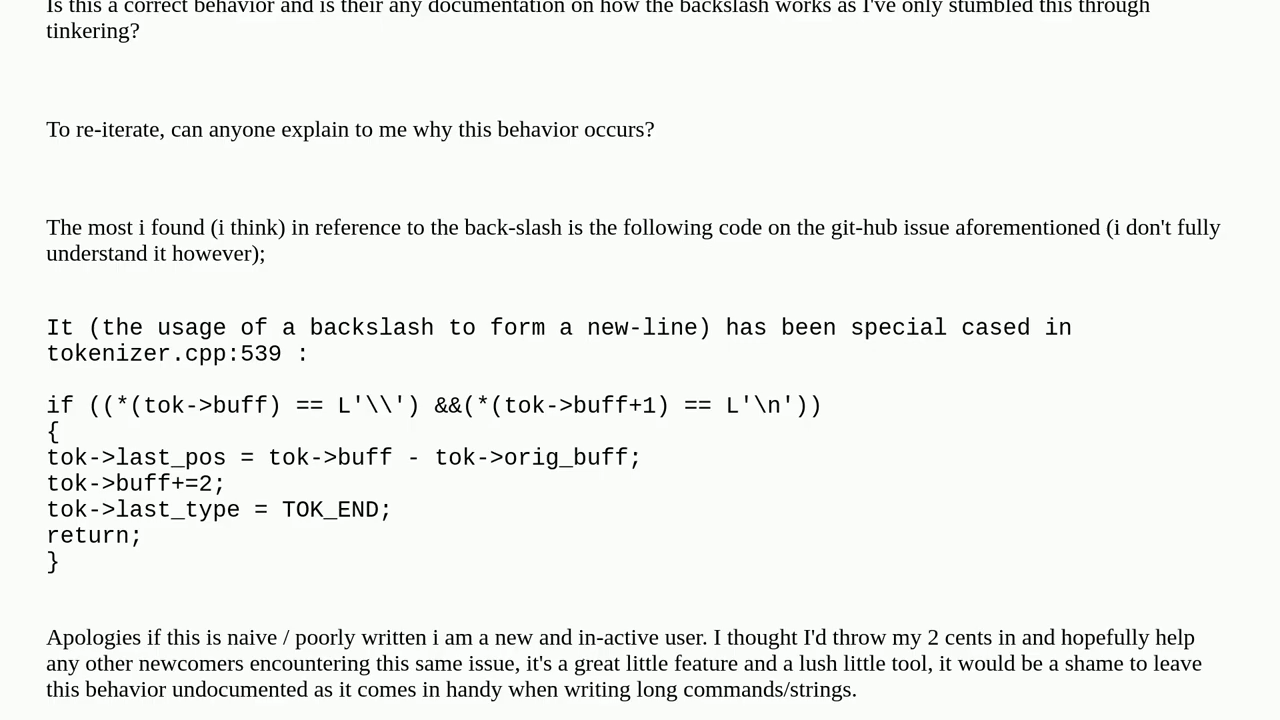 Is this a correct behavior and is their any documentation on how the backslash works as I've only stumbled this through
tinkering?
To re-iterate, can anyone explain to me why this behavior occurs?
The most i found (i think) in reference to the back-slash is the following code on the git-hub issue aforementioned (i don't fully
understand it however);
It (the usage of a backslash to form a new-line) has been special cased in
tokenizer.cpp:539 :
if ((*(tok->buff) == L'\\') &&(*(tok->buff+1) == L'\n'))
{
tok->last_pos = tok->buff - tok->orig_buff;
tok->buff+=2;
tok->last_type = TOK_END;
return;
}
Apologies if this is naive / poorly written i am a new and in-active user. I thought I'd throw my 2 cents in and hopefully help
any other newcomers encountering this same issue, it's a great little feature and a lush little tool, it would be a shame to leave
this behavior undocumented as it comes in handy when writing long commands/strings.